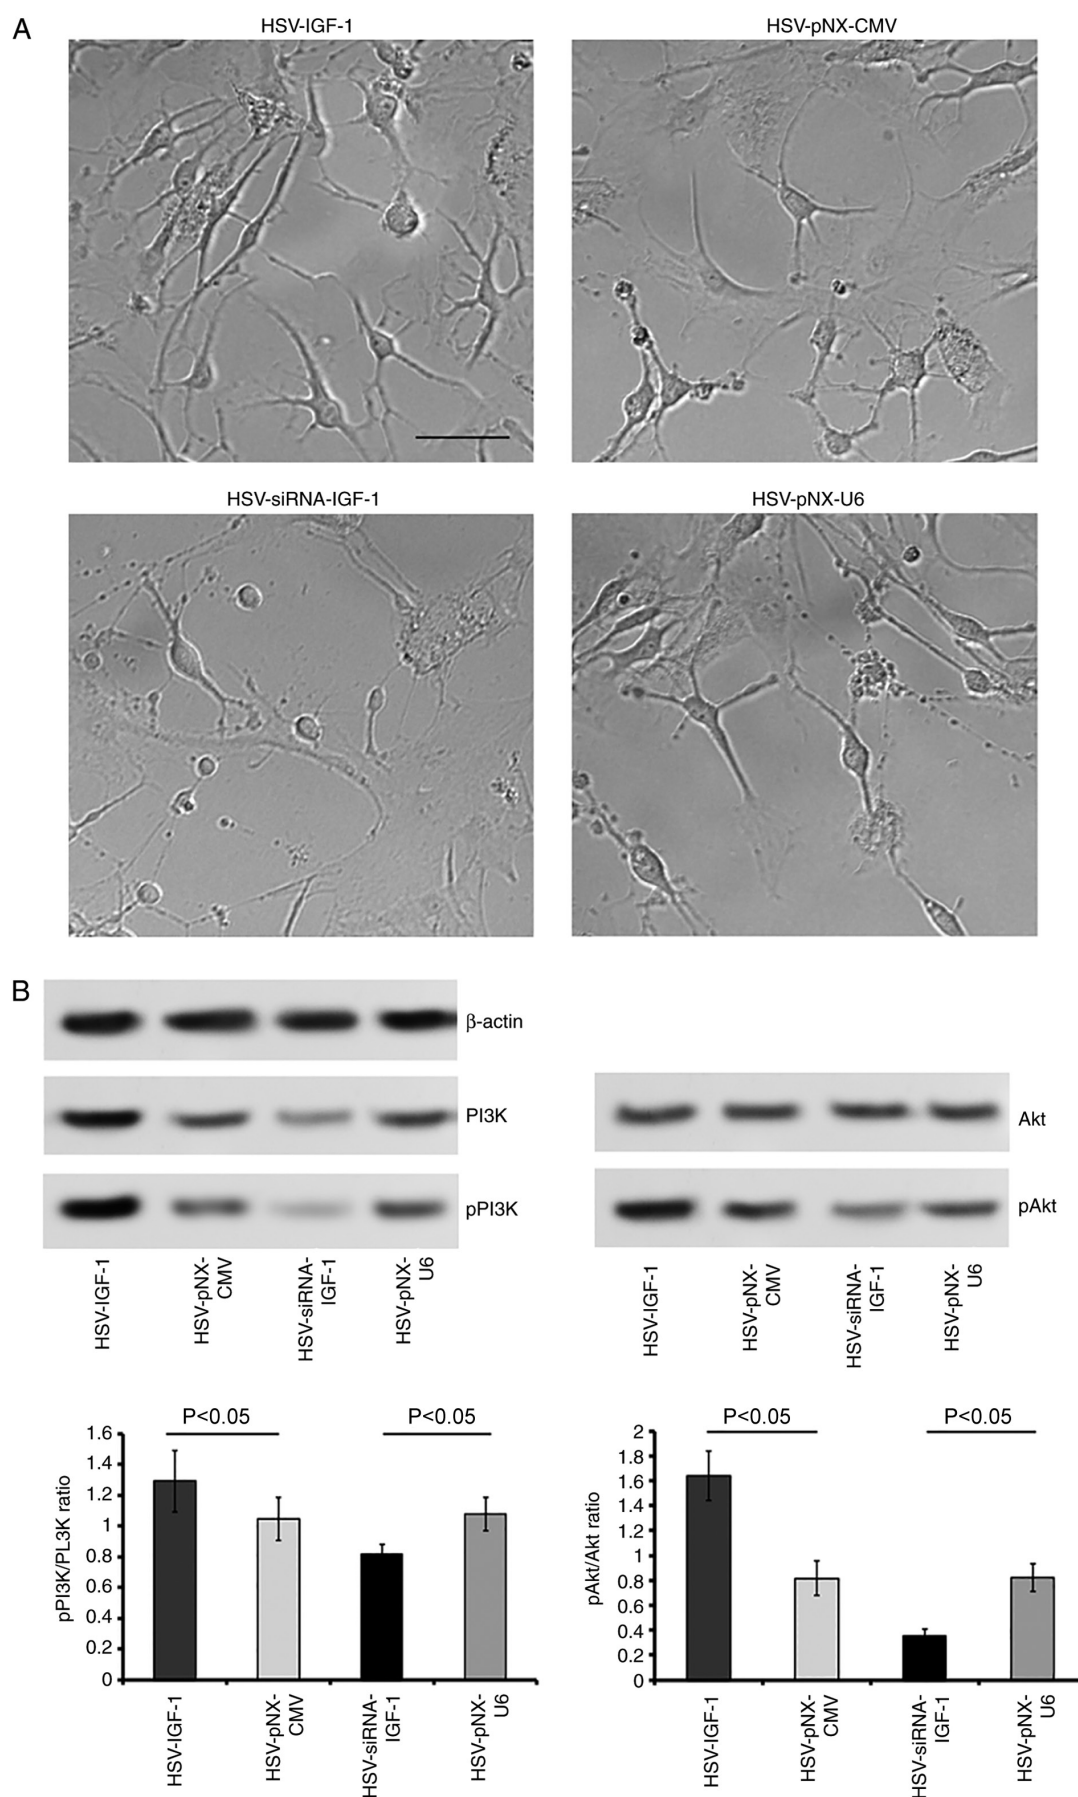 A
HSV-IGF-1
HSV-pNX-CMV
HSV-siRNA-IGF-1
HSV-pNX-U6
B
β-actin
PI3K
pPI3K
HSV-IGF-1
HSV-pNX-
CMV
HSV-siRNA-
IGF-1
HSV-pNX-
U6
Akt
pAkt
HSV-IGF-1
HSV-pNX-
CMV
HSV-siRNA-
IGF-1
HSV-pNX-
U6
pPI3K/PL3K ratio
1.6
1.4
1.2
1
0.8
0.6
0.4
0.2
0
P<0.05
P<0.05
HSV-IGF-1
HSV-pNX-
CMV
HSV-siRNA-
IGF-1
HSV-pNX-
U6
pAkt/Akt ratio
2
1.8
1.6
1.4
1.2
1
0.8
0.6
0.4
0.2
0
P<0.05
P<0.05
HSV-IGF-1
HSV-pNX-
CMV
HSV-siRNA-
IGF-1
HSV-pNX-
U6